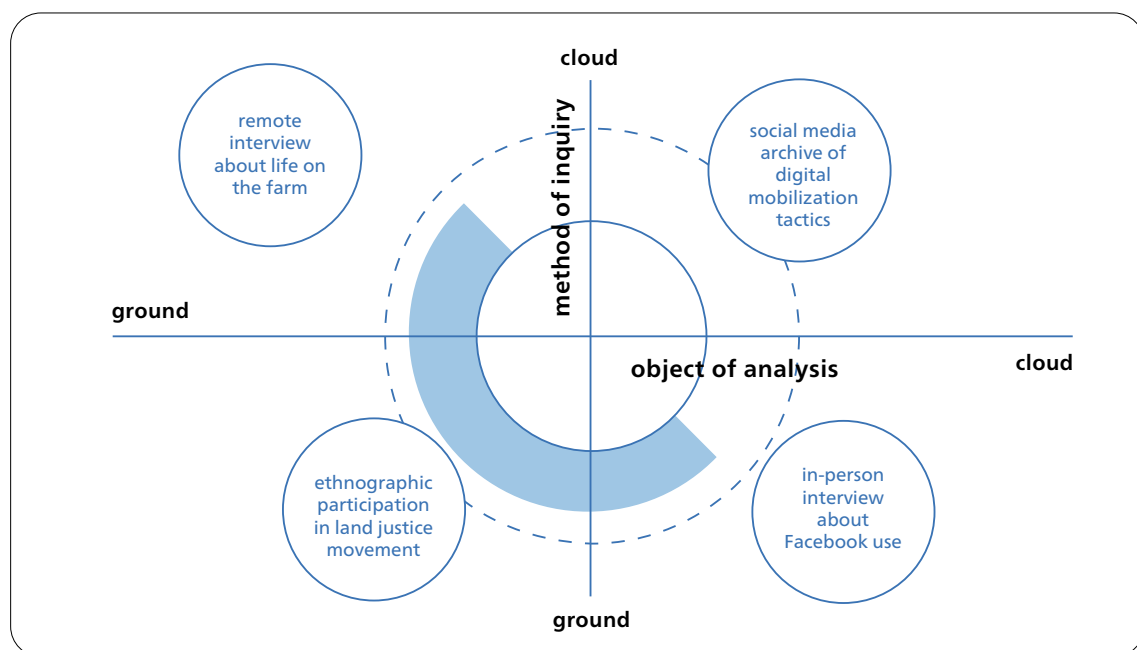 cloud
method of inquiry
remote
interview
about life on
the farm
social media
archive of
digital
mobilization
tactics
ground
object of analysis
cloud
ethnographic
participation
in land justice
movement
in-person
interview
about
Facebook use
ground